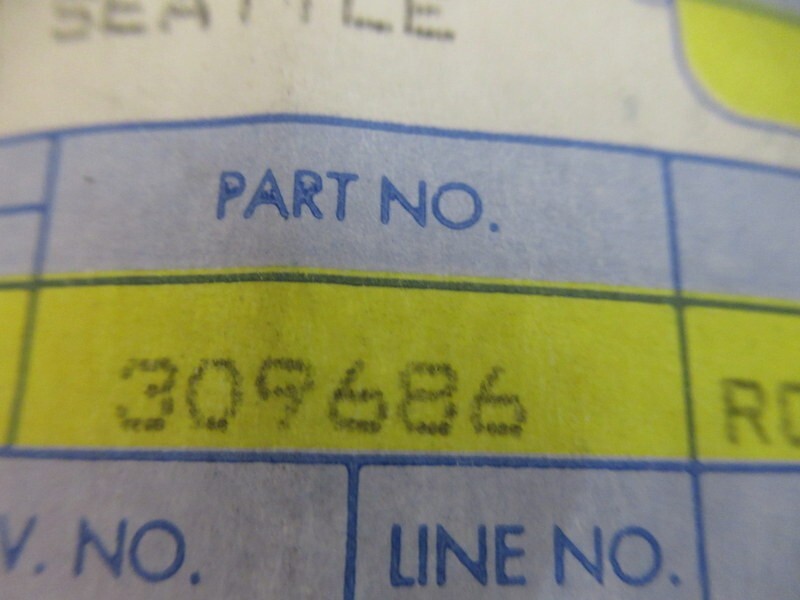 SEATTLE
PART NO.
309686
V. NO.
LINE NO.